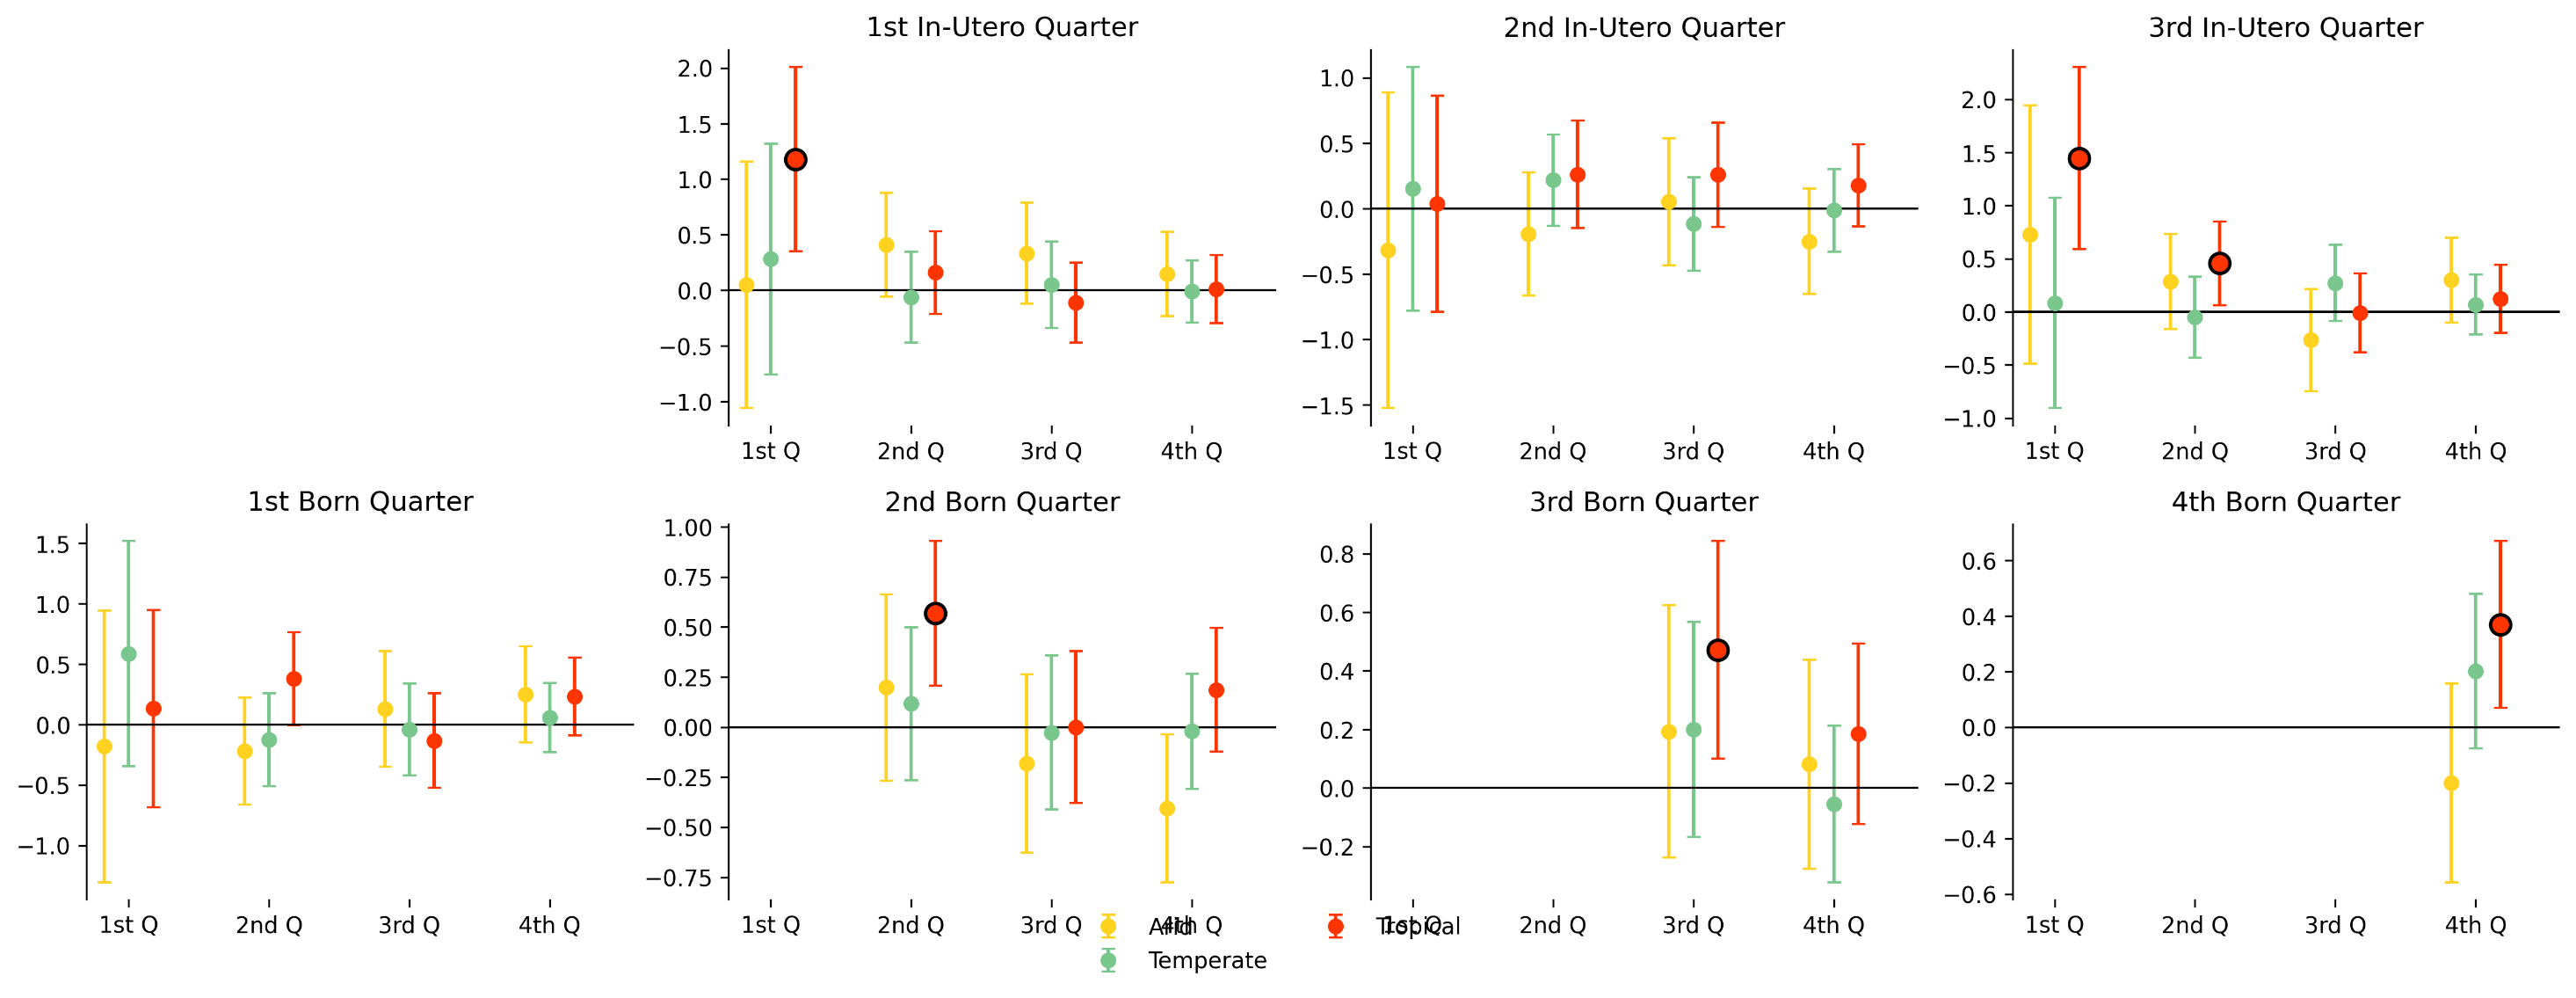 1st In-Utero Quarter
2.0
1.5
1.0
0.5
0.0
−0.5
−1.0
1st Q 2nd Q 3rd Q 4th Q
2nd In-Utero Quarter
1.0
0.5
0.0
−0.5
−1.0
−1.5
1st Q 2nd Q 3rd Q 4th Q
3rd In-Utero Quarter
2.0
1.5
1.0
0.5
0.0
−0.5
−1.0
1st Q 2nd Q 3rd Q 4th Q
1st Born Quarter
1.5
1.0
0.5
0.0
−0.5
−1.0
1st Q 2nd Q 3rd Q 4th Q
2nd Born Quarter
1.00
0.75
0.50
0.25
0.00
−0.25
−0.50
−0.75
1st Q 2nd Q 3rd Q 4th Q
3rd Born Quarter
0.8
0.6
0.4
0.2
0.0
−0.2
1st Q 2nd Q 3rd Q 4th Q
4th Born Quarter
0.6
0.4
0.2
0.0
−0.2
−0.4
−0.6
1st Q 2nd Q 3rd Q 4th Q
Arid
Temperate
Tropical